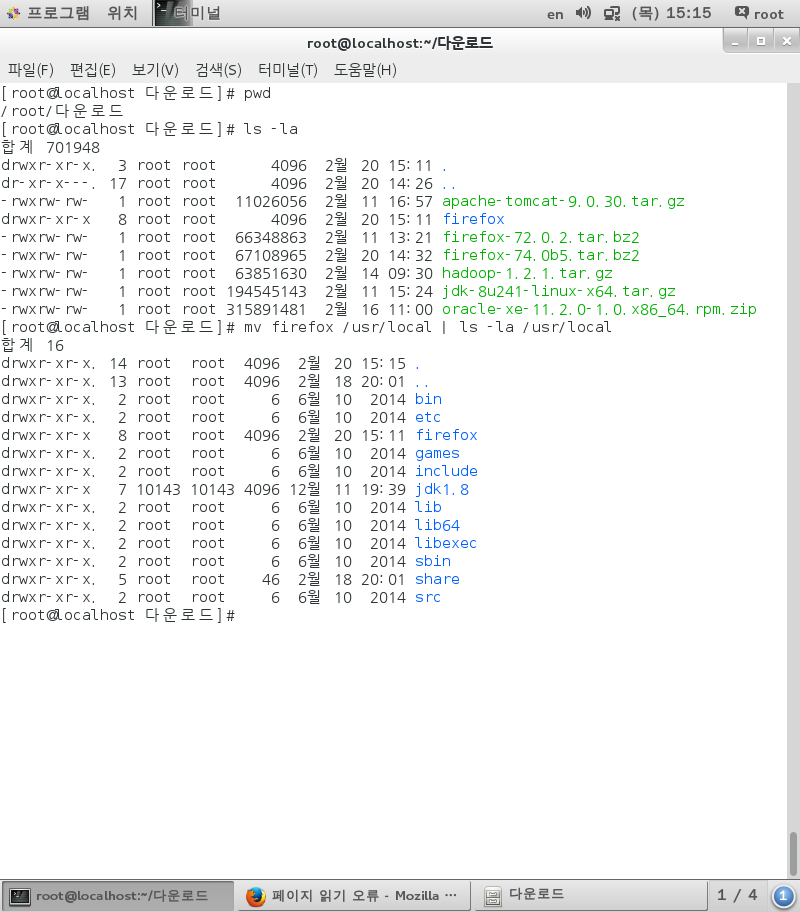 프로그램 위치 터미널 en (목) 15:15 root
root@localhost:~/다운로드
파일(F) 편집(E) 보기(V) 검색(S) 터미널(T) 도움말(H)
[root@localhost 다운로드]# pwd
/root/다운로드
[root@localhost 다운로드]# ls -la
합계 701948
drwxr-xr-x. 3 root root 4096 2월 20 15:11 .
dr-xr-x---. 17 root root 4096 2월 20 14:26 ..
-rwxrw-rw- 1 root root 11026056 2월 11 16:57 apache-tomcat-9.0.30.tar.gz
drwxr-xr-x 8 root root 4096 2월 20 15:11 firefox
-rwxrw-rw- 1 root root 66348863 2월 11 13:21 firefox-72.0.2.tar.bz2
-rwxrw-rw- 1 root root 67108965 2월 20 14:32 firefox-74.0b5.tar.bz2
-rwxrw-rw- 1 root root 63851630 2월 14 09:30 hadoop-1.2.1.tar.gz
-rwxrw-rw- 1 root root 194545143 2월 11 15:24 jdk-8u241-linux-x64.tar.gz
-rwxrw-rw- 1 root root 315891481 2월 16 11:00 oracle-xe-11.2.0-1.0.x86_64.rpm.zip
[root@localhost 다운로드]# mv firefox /usr/local | ls -la /usr/local
합계 16
drwxr-xr-x. 14 root root 4096 2월 20 15:15 .
drwxr-xr-x. 13 root root 4096 2월 18 20:01 ..
drwxr-xr-x. 2 root root 6 6월 10 2014 bin
drwxr-xr-x. 2 root root 6 6월 10 2014 etc
drwxr-xr-x 8 root root 4096 2월 20 15:11 firefox
drwxr-xr-x. 2 root root 6 6월 10 2014 games
drwxr-xr-x. 2 root root 6 6월 10 2014 include
drwxr-xr-x 7 10143 10143 4096 12월 11 19:39 jdk1.8
drwxr-xr-x. 2 root root 6 6월 10 2014 lib
drwxr-xr-x. 2 root root 6 6월 10 2014 lib64
drwxr-xr-x. 2 root root 6 6월 10 2014 libexec
drwxr-xr-x. 2 root root 6 6월 10 2014 sbin
drwxr-xr-x. 5 root root 46 2월 18 20:01 share
drwxr-xr-x. 2 root root 6 6월 10 2014 src
[root@localhost 다운로드]#
root@localhost:~/다운로드 페이지 읽기 오류 - Mozilla ··· 다운로드 1 / 4 1